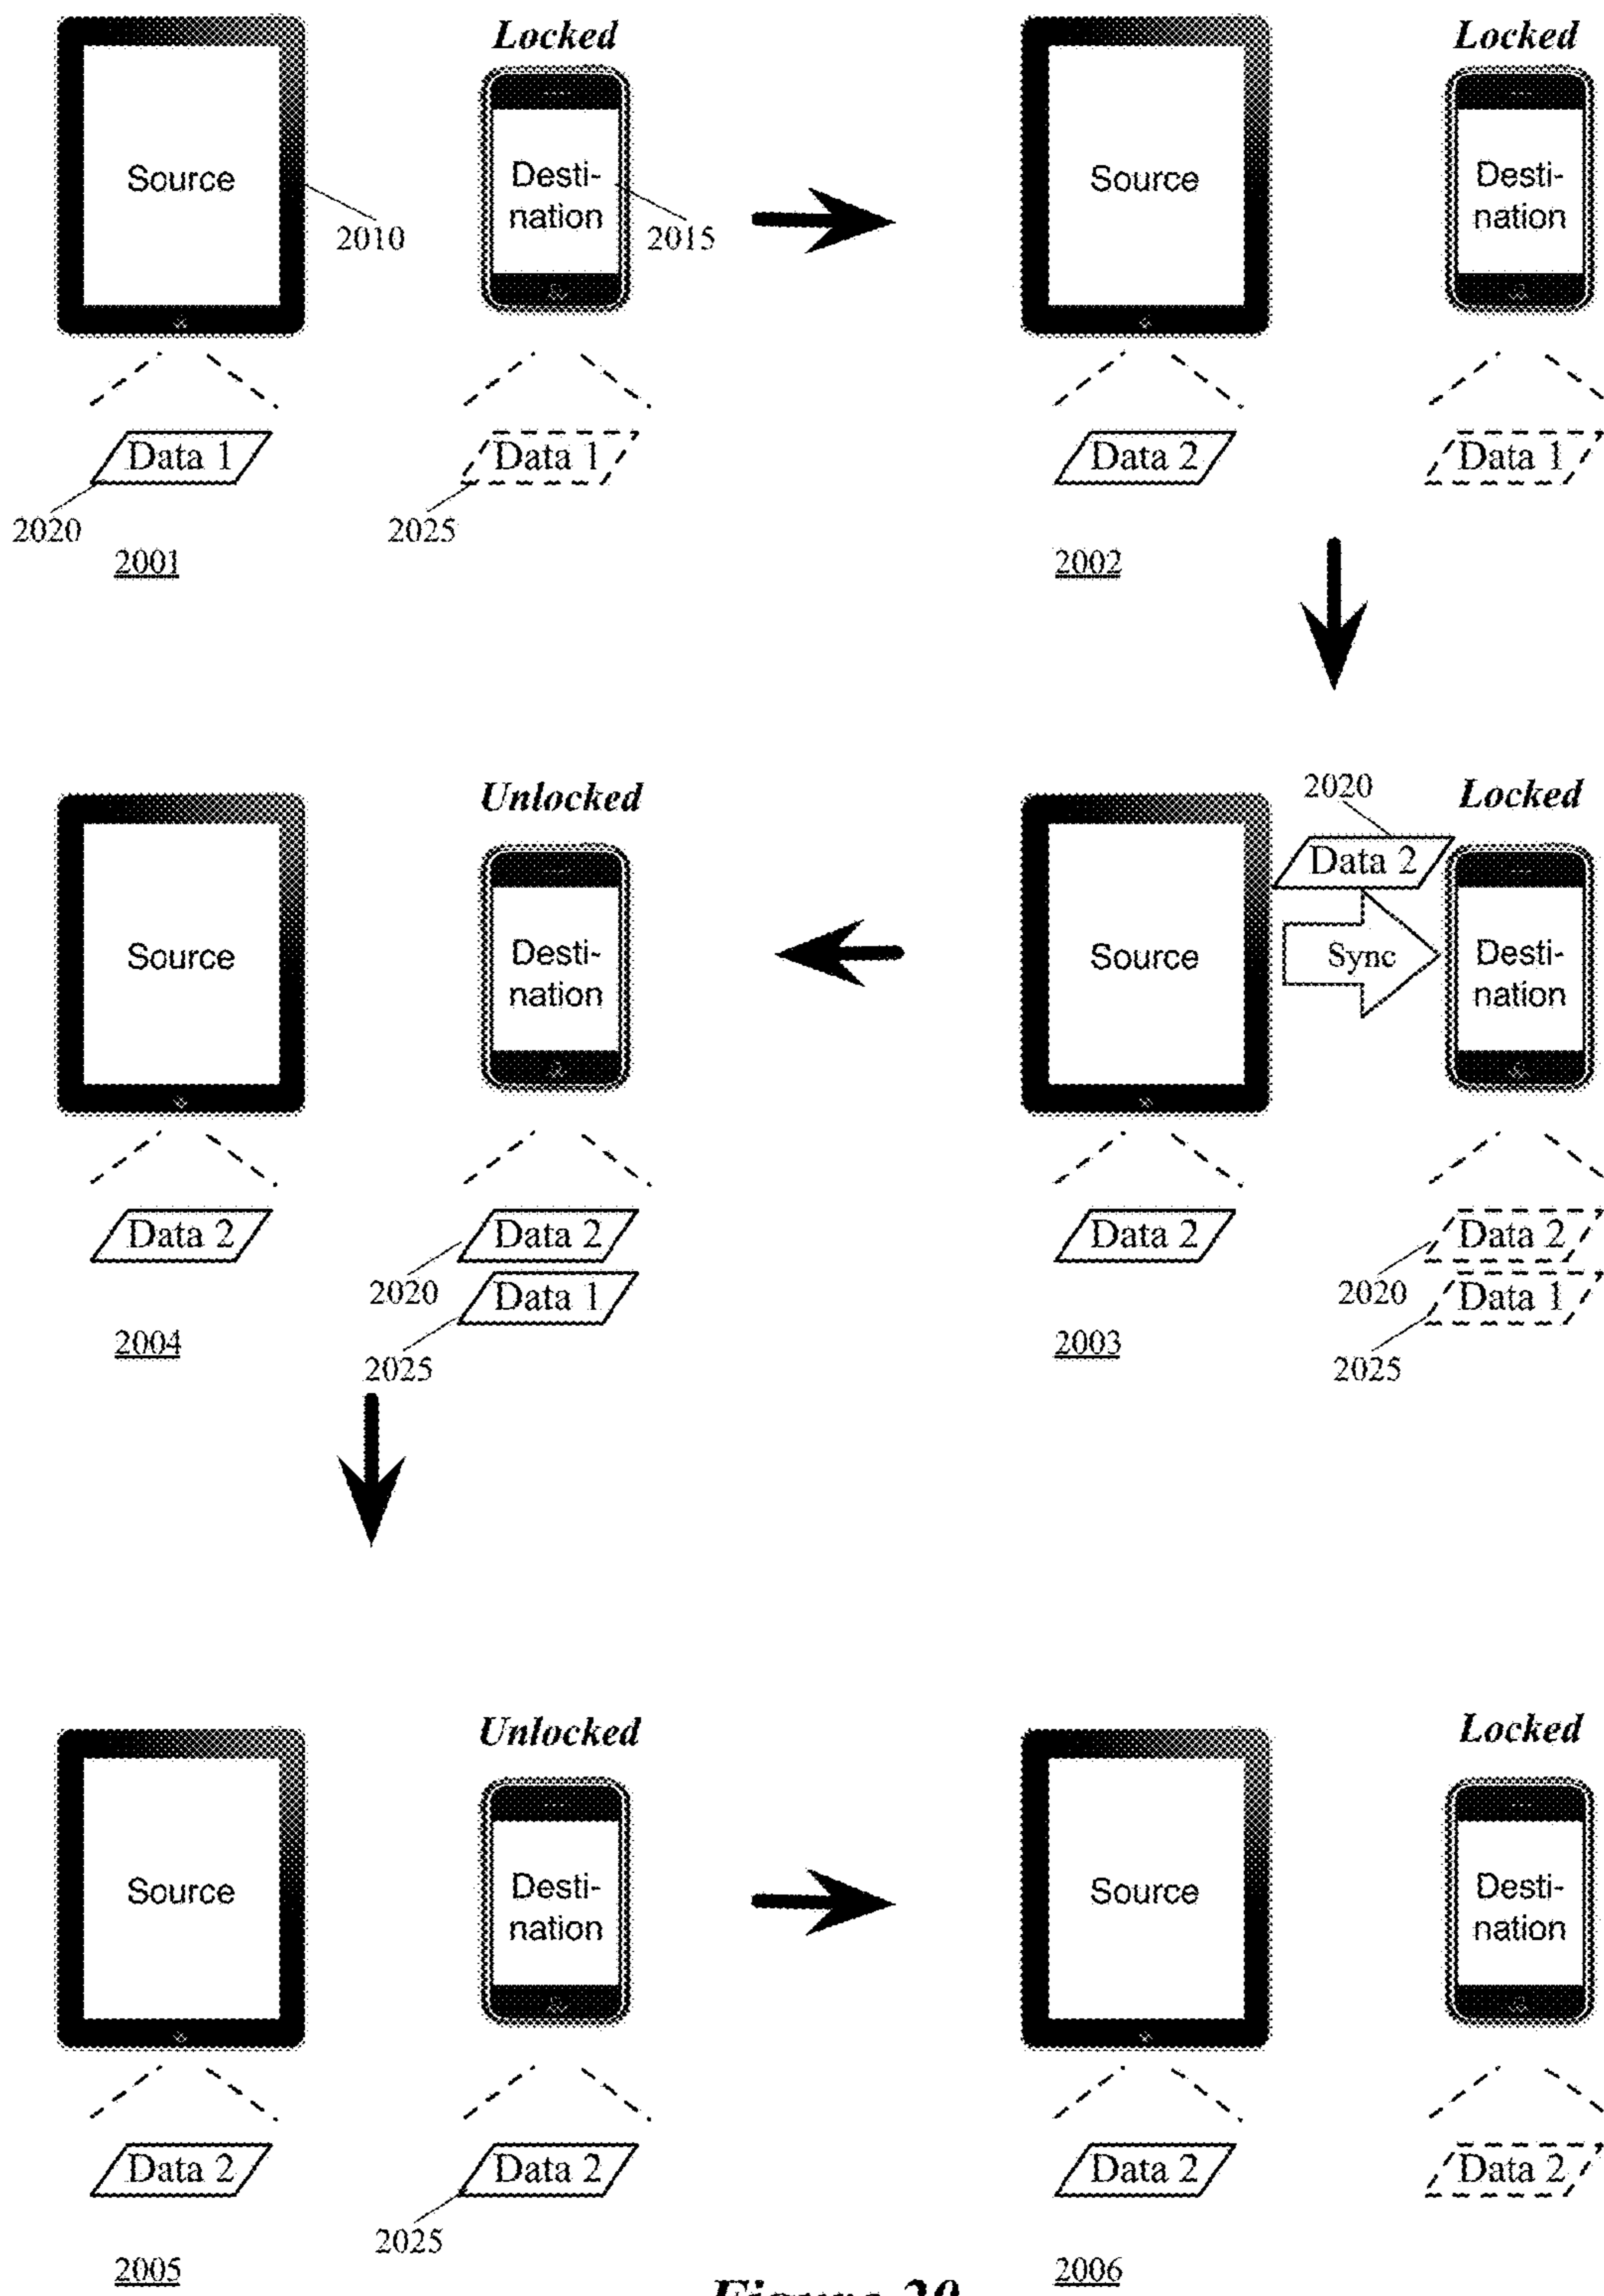 Locked
Source
Desti-
nation
2010
2015
Data 1
Data 1
2020
2025
2001
Locked
Source
Desti-
nation
Data 2
Data 1
2002
2020
Locked
Data 2
Source
Sync
Desti-
nation
Data 2
Data 2
2020
Data 1
2003
2025
Unlocked
Source
Desti-
nation
Data 2
Data 2
2020
Data 1
2004
2025
Unlocked
Source
Desti-
nation
Data 2
Data 2
2025
2005
Locked
Source
Desti-
nation
Data 2
Data 2
2006
Figure 20